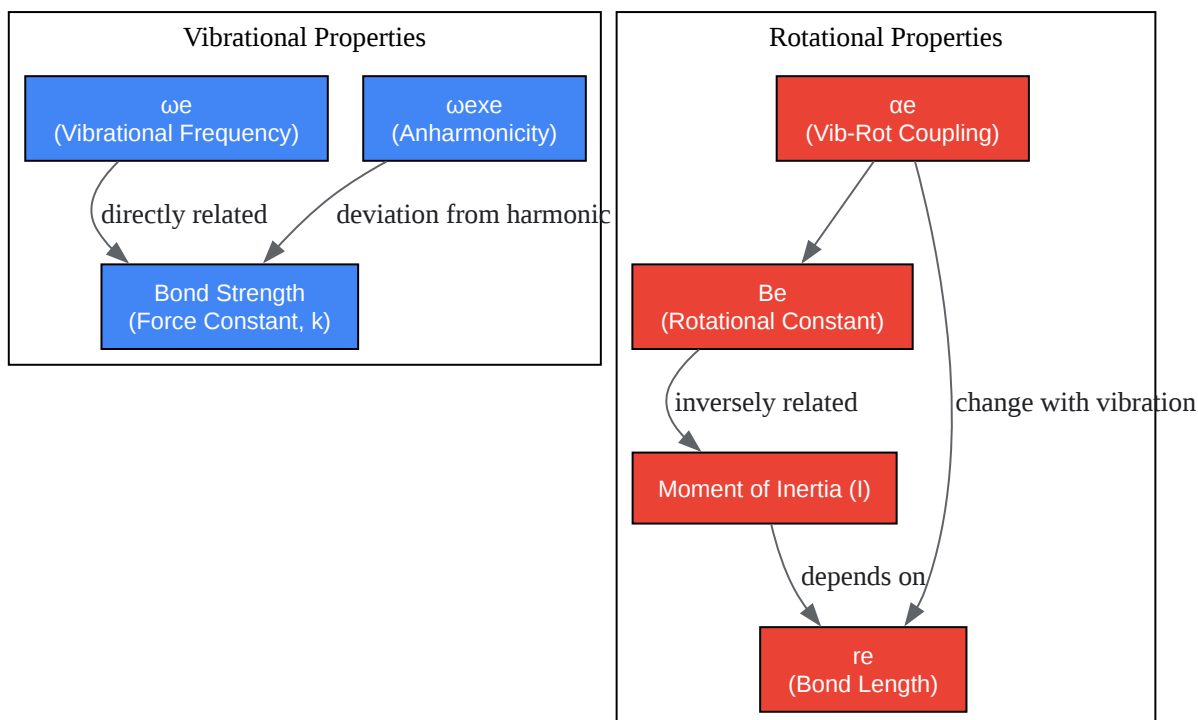 Vibrational Properties
ωe
(Vibrational Frequency)
ωexe
(Anharmonicity)
directly related
deviation from harmonic
Bond Strength
(Force Constant, k)
Rotational Properties
αe
(Vib-Rot Coupling)
Be
(Rotational Constant)
inversely related
change with vibration
Moment of Inertia (I)
depends on
re
(Bond Length)